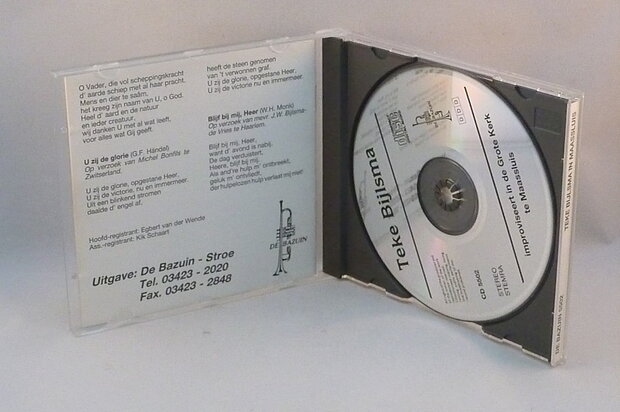 O Vader, die vol scheppingskracht
d' aarde schiep met al haar pracht.
Mens en dier te saâm,
het kreeg zijn naam van U, o God.
Heel d' aard en de natuur
en ieder creatuur,
wij danken U met al wat leeft,
voor alles wat Gij geeft.
U zij de glorie (G.F. Händel)
Op verzoek van Michel Bonfils te
Zwitserland.
U zij de glorie, opgestane Heer,
U zij de victorie, nu en immermeer.
Uit een blinkend stromen
daalde d' engel af,
heeft de steen genomen
van 't verwonnen graf.
U zij de glorie, opgestane Heer,
U zij de victorie nu en immermeer.
Blijf bij mij, Heer (W.H. Monk)
Op verzoek van mevr. J.W. Bijlsma-
de Vries te Haarlem.
Blijf bij mij, Heer,
want d' avond is nabij.
De dag verduistert,
Heere, blijf bij mij.
Als and're hulp m' ontbreekt,
geluk m' ontvliedt,
der hulpelozen hulp verlaat mij niet!
Hoofd-registrant: Egbert van der Wende
Ass.-registrant: Kik Schaart
Uitgave: De Bazuin - Stroe
Tel. 03423 - 2020
Fax. 03423 - 2848
DE BAZUIN
Teke Bijlsma
improviseert in de Grote Kerk
te Maassluis
CD 5502
STEREO
STEMRA
DDD
DE BAZUIN 5502
TEKE BIJLSMA IN MAASSLUIS